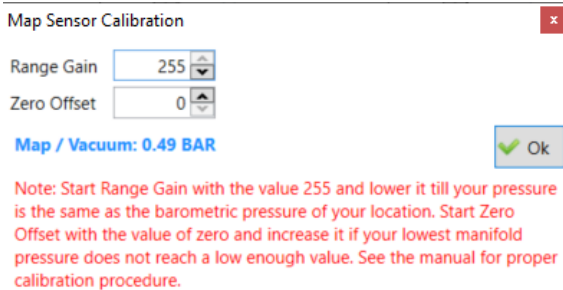 Map Sensor Calibration
x
Range Gain 255
Zero Offset 0
Map / Vacuum: 0.49 BAR
Ok
Note: Start Range Gain with the value 255 and lower it till your pressure
is the same as the barometric pressure of your location. Start Zero
Offset with the value of zero and increase it if your lowest manifold
pressure does not reach a low enough value. See the manual for proper
calibration procedure.